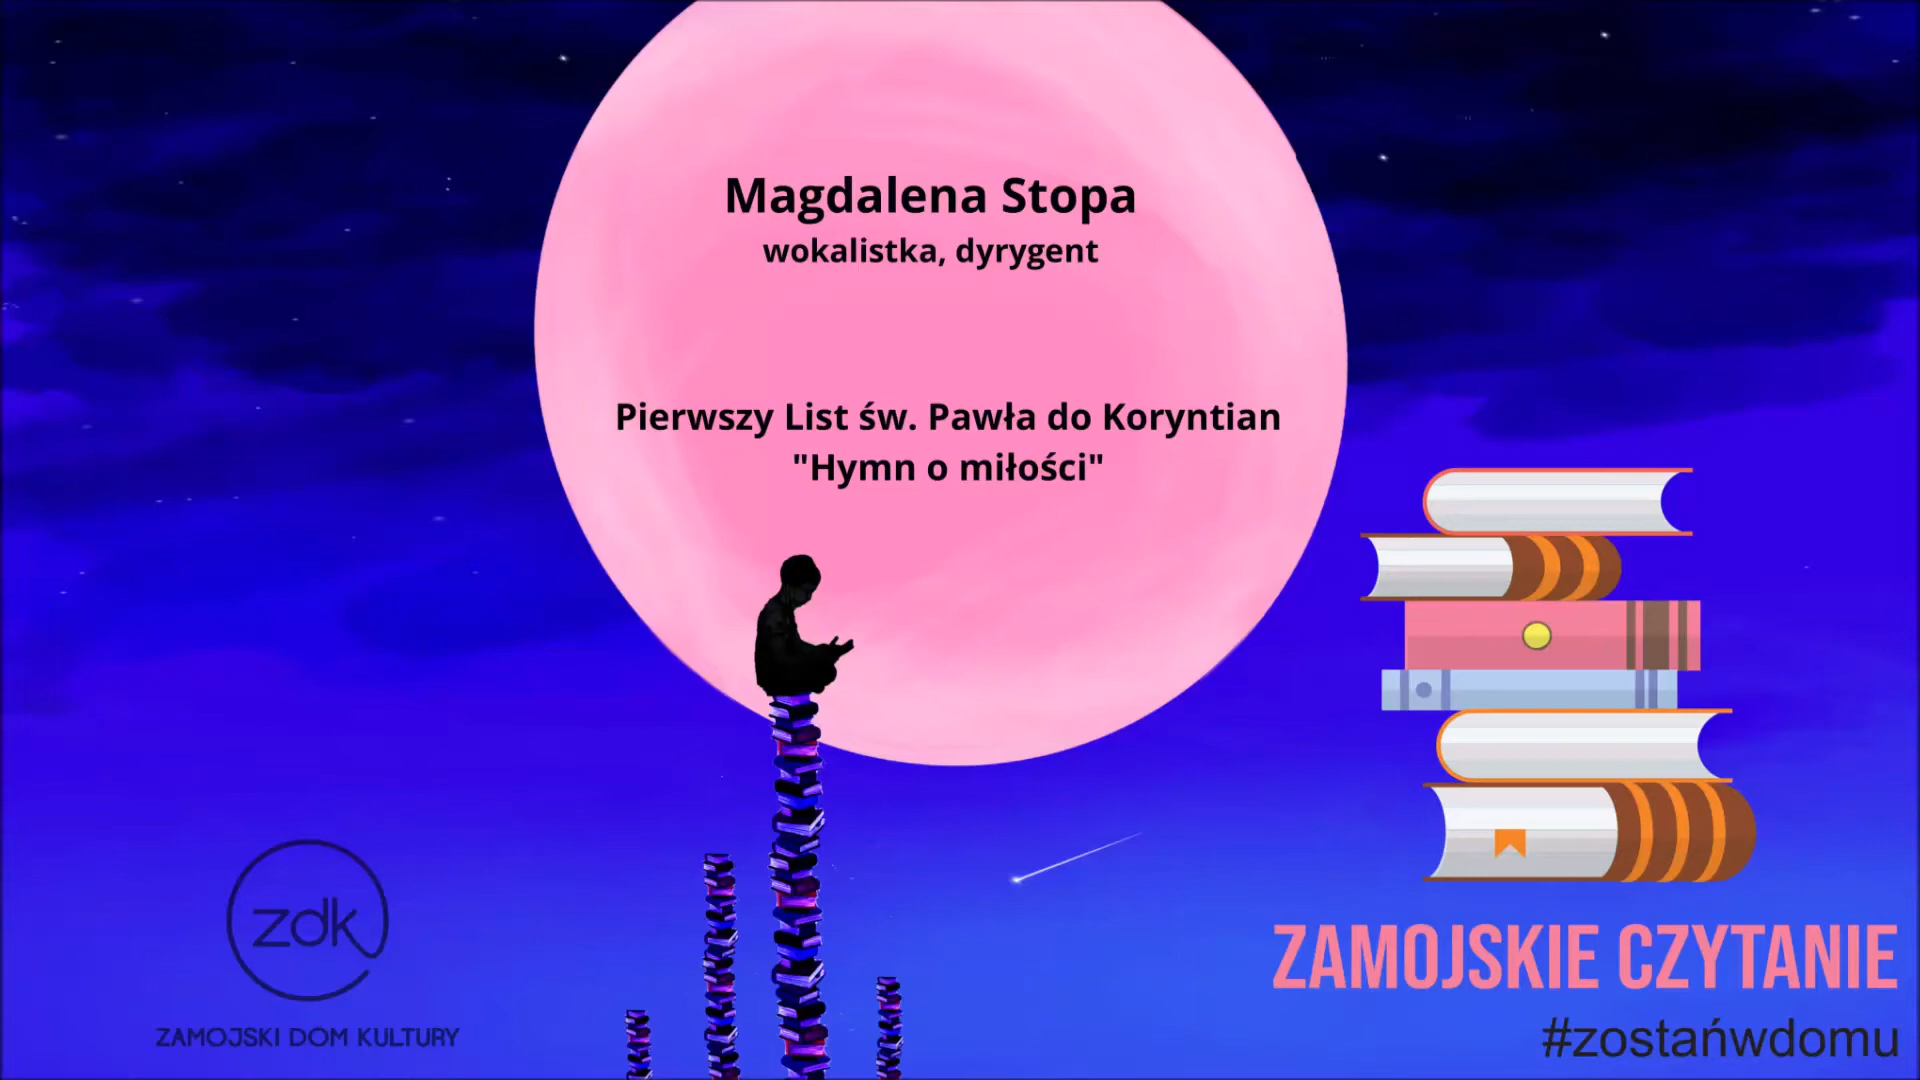 Magdalena Stopa
wokalistka, dyrygent
Pierwszy List św. Pawła do Koryntian
"Hymn o miłości"
zdk
ZAMOJSKI DOM KULTURY
ZAMOJSKIE CZYTANIE
#zostańwdomu